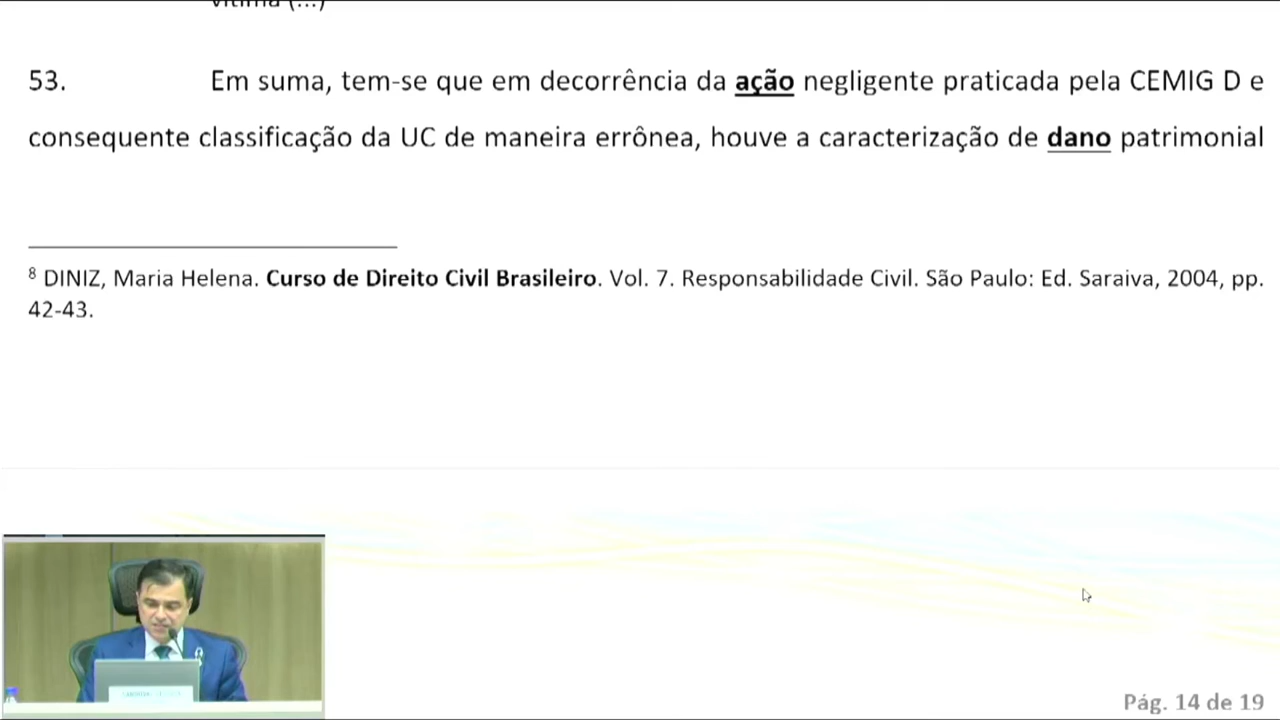 vítima (...)
53. Em suma, tem-se que em decorrência da ação negligente praticada pela CEMIG D e
consequente classificação da UC de maneira errônea, houve a caracterização de dano patrimonial
8 DINIZ, Maria Helena. Curso de Direito Civil Brasileiro. Vol. 7. Responsabilidade Civil. São Paulo: Ed. Saraiva, 2004, pp.
42-43.
Pág. 14 de 19